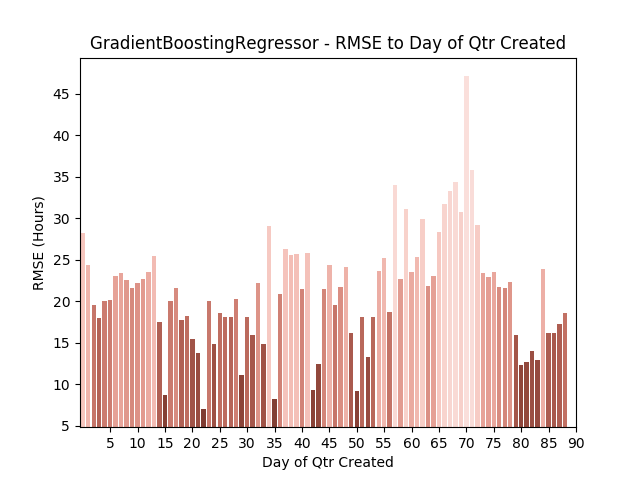 GradientBoostingRegressor - RMSE to Day of Qtr Created
45
40
35
30
25
20
15
10
5
RMSE (Hours)
5 10 15 20 25 30 35 40 45 50 55 60 65 70 75 80 85 90
Day of Qtr Created